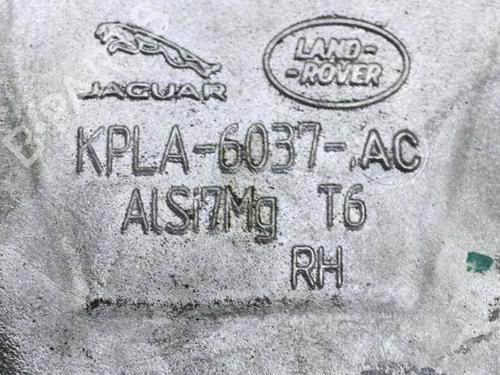 JAGUAR
LAND-
-ROVER
KPLA-6037-AC
AlSi7Mg T6
RH